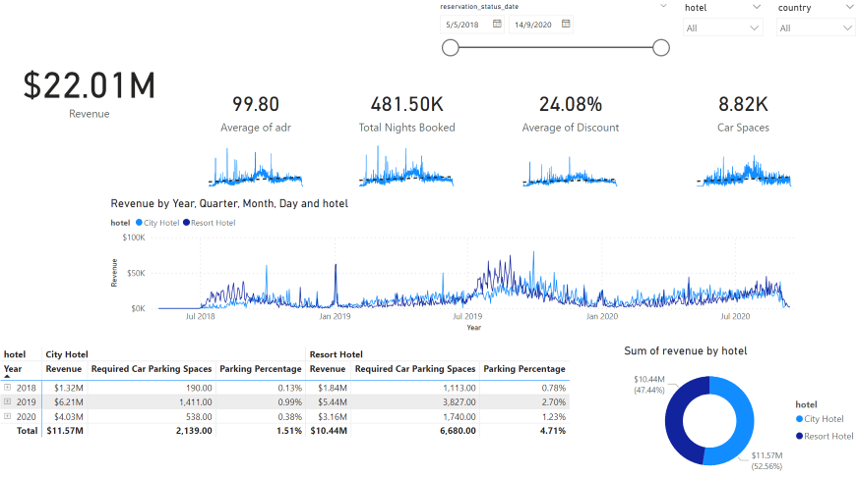 reservation_status_date
hotel
country
5/5/2018
14/9/2020
All
All
$22.01M
Revenue
99.80
Average of adr
481.50K
Total Nights Booked
24.08%
Average of Discount
8.82K
Car Spaces
Revenue by Year, Quarter, Month, Day and hotel
hotel City Hotel Resort Hotel
$100K
$50K
$0K
Revenue
Jul 2018 Jan 2019 Jul 2019 Jan 2020 Jul 2020
Year
hotel City Hotel Resort Hotel
Year Revenue Required Car Parking Spaces Parking Percentage Revenue Required Car Parking Spaces Parking Percentage
2018 $1.32M 190.00 0.13% $1.84M 1,113.00 0.78%
2019 $6.21M 1,411.00 0.99% $5.44M 3,827.00 2.70%
2020 $4.03M 538.00 0.38% $3.16M 1,740.00 1.23%
Total $11.57M 2,139.00 1.51% $10.44M 6,680.00 4.71%
Sum of revenue by hotel
$10.44M
(47.44%)
hotel
City Hotel
Resort Hotel
$11.57M
(52.56%)